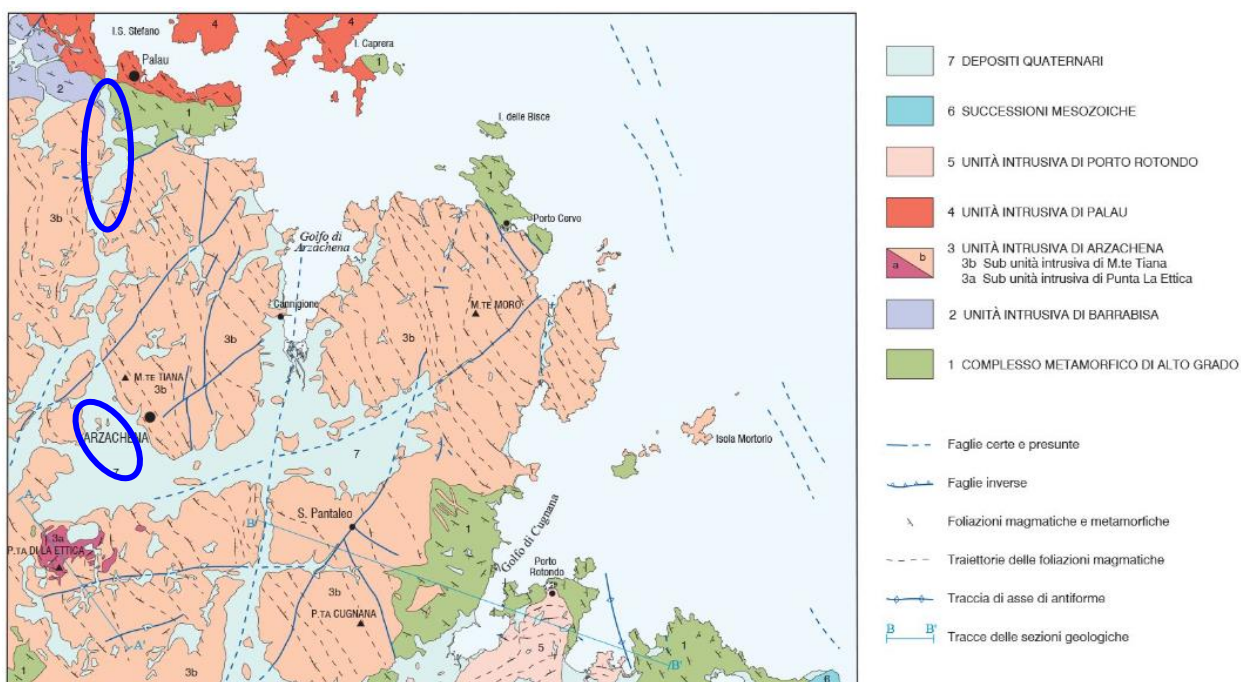 I.S. Stefano
4
4
I. Caprera
1
Palau
2
1
I. delle Bisce
1
Porto Cervo
3b
Golfo di
Arzachena
Cannigione
M.TE MORO
3b
3b
M.TE TIANA
3b
ARZACHENA
7
7
Isola Mortorio
A
S. Pantaleo
B
1
Golfo di Cugnana
3a
P.TA DI LA ETTICA
Porto
Rotondo
3b
P.TA CUGNANA
A'
5
B'
1
1
3b
6
7 DEPOSITI QUATERNARI
6 SUCCESSIONI MESOZOICHE
5 UNITÀ INTRUSIVA DI PORTO ROTONDO
4 UNITÀ INTRUSIVA DI PALAU
a b
3 UNITÀ INTRUSIVA DI ARZACHENA
3b Sub unità intrusiva di M.te Tiana
3a Sub unità intrusiva di Punta La Ettica
2 UNITÀ INTRUSIVA DI BARRABISA
1 COMPLESSO METAMORFICO DI ALTO GRADO
Faglie certe e presunte
Faglie inverse
Foliazioni magmatiche e metamorfiche
Traiettorie delle foliazioni magmatiche
Traccia di asse di antiforme
B B' Tracce delle sezioni geologiche